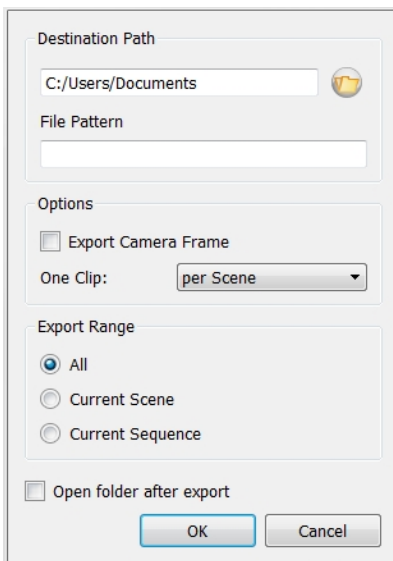 Destination Path
C:/Users/Documents
File Pattern
Options
Export Camera Frame
One Clip: per Scene
Export Range
All
Current Scene
Current Sequence
Open folder after export
OK Cancel